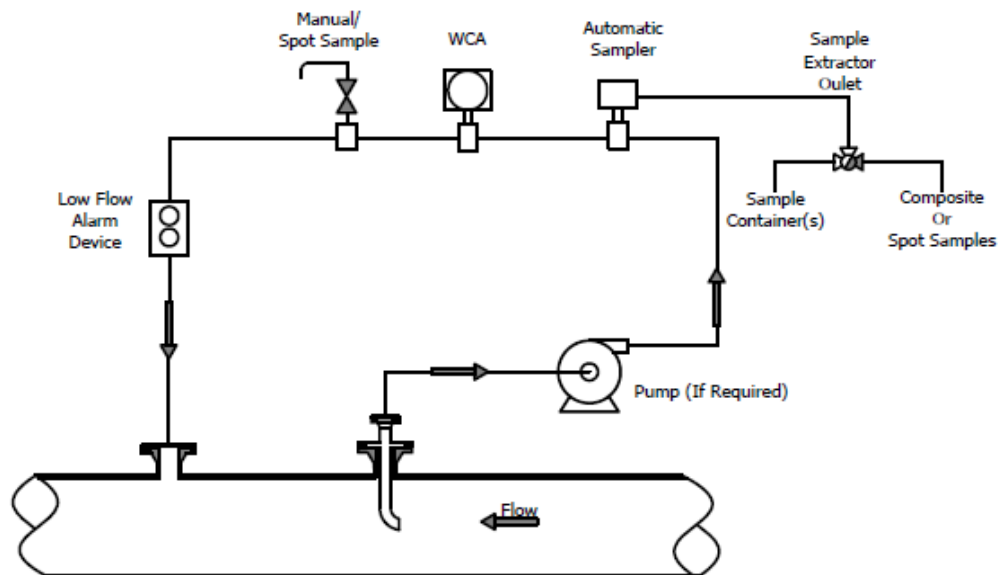 Manual/
Spot Sample
WCA
Automatic
Sampler
Sample
Extractor
Oulet
Low Flow
Alarm
Device
Sample
Container(s)
Composite
Or
Spot Samples
Pump (If Required)
Flow